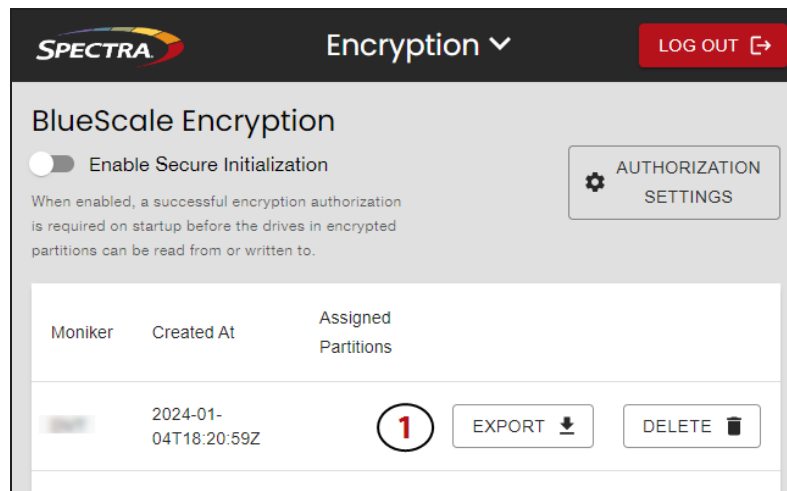 SPECTRA
Encryption
LOG OUT
BlueScale Encryption
Enable Secure Initialization
AUTHORIZATION
SETTINGS
When enabled, a successful encryption authorization
is required on startup before the drives in encrypted
partitions can be read from or written to.
Moniker
Created At
Assigned
Partitions
2024-01-
04T18:20:59Z
1
EXPORT
DELETE